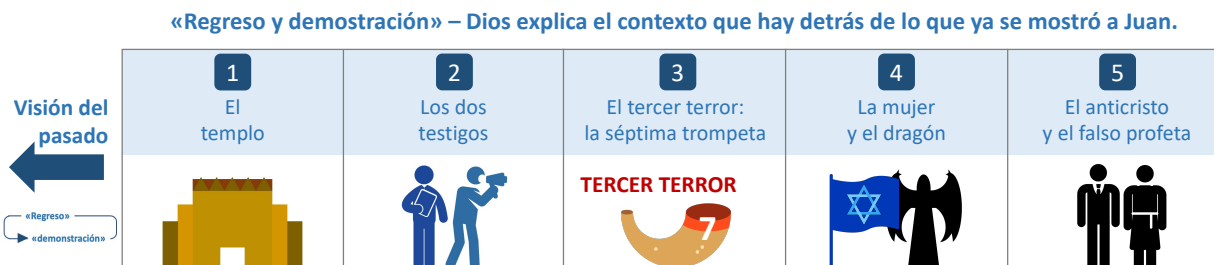 «Regreso y demostración» – Dios explica el contexto que hay detrás de lo que ya se mostró a Juan.
Visión del
pasado
«Regreso»
«demonstración»
1
El
templo
2
Los dos
testigos
3
El tercer terror:
la séptima trompeta
TERCER TERROR
7
4
La mujer
y el dragón
5
El anticristo
y el falso profeta